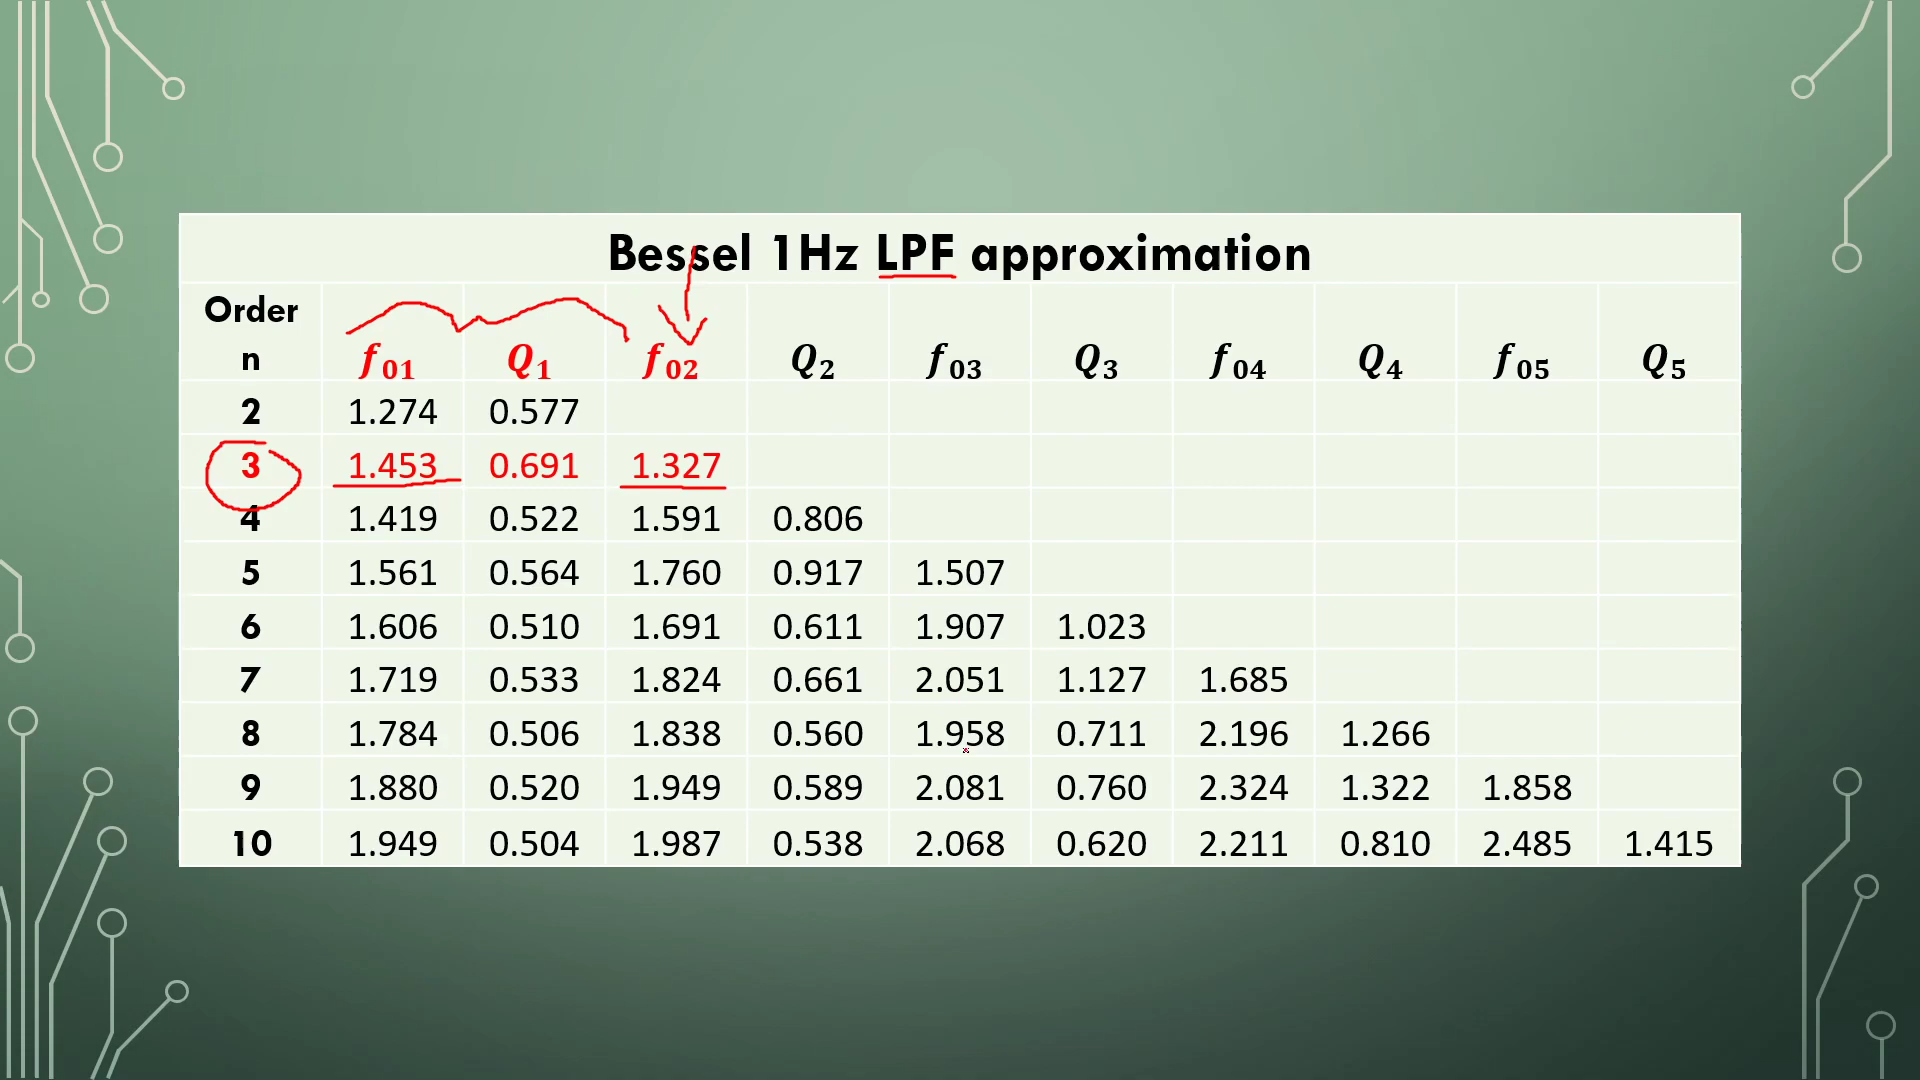 Bessel 1Hz LPF approximation
Order
n f01 Q1 f02 Q2 f03 Q3 f04 Q4 f05 Q5
2 1.274 0.577
3 1.453 0.691 1.327
4 1.419 0.522 1.591 0.806
5 1.561 0.564 1.760 0.917 1.507
6 1.606 0.510 1.691 0.611 1.907 1.023
7 1.719 0.533 1.824 0.661 2.051 1.127 1.685
8 1.784 0.506 1.838 0.560 1.958 0.711 2.196 1.266
9 1.880 0.520 1.949 0.589 2.081 0.760 2.324 1.322 1.858
10 1.949 0.504 1.987 0.538 2.068 0.620 2.211 0.810 2.485 1.415